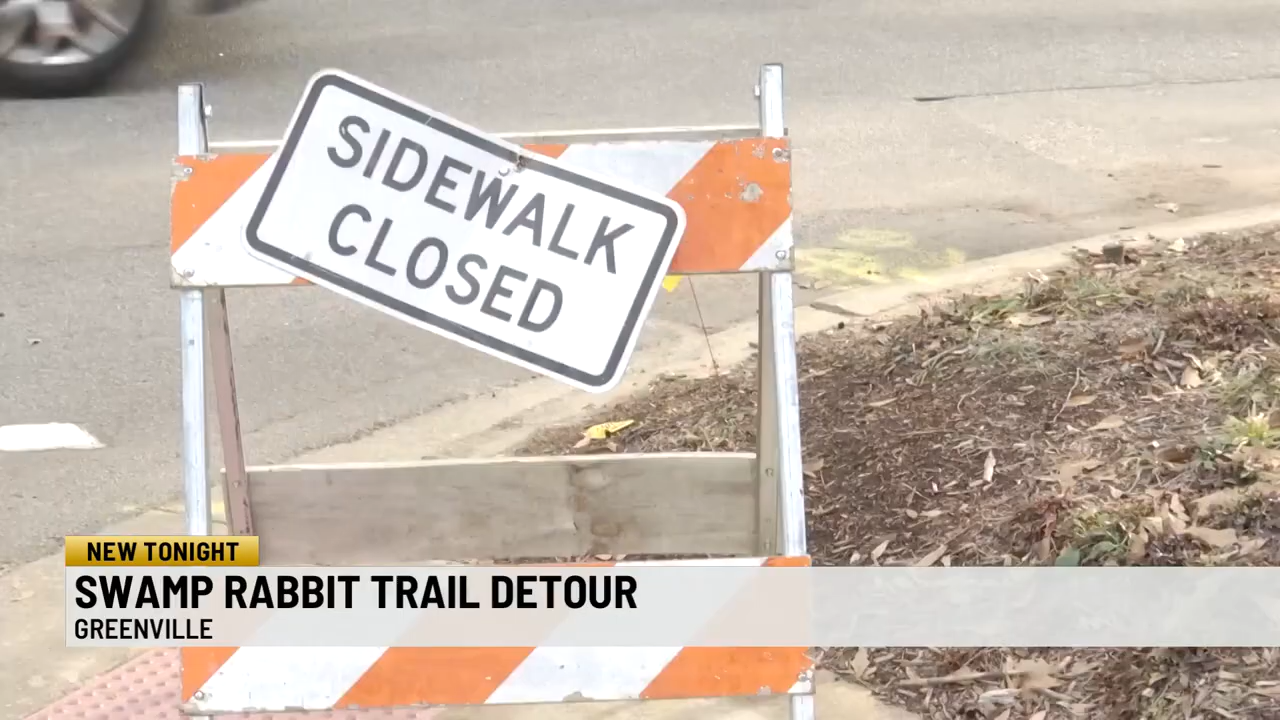 SIDEWALK
CLOSED
NEW TONIGHT
SWAMP RABBIT TRAIL DETOUR
GREENVILLE